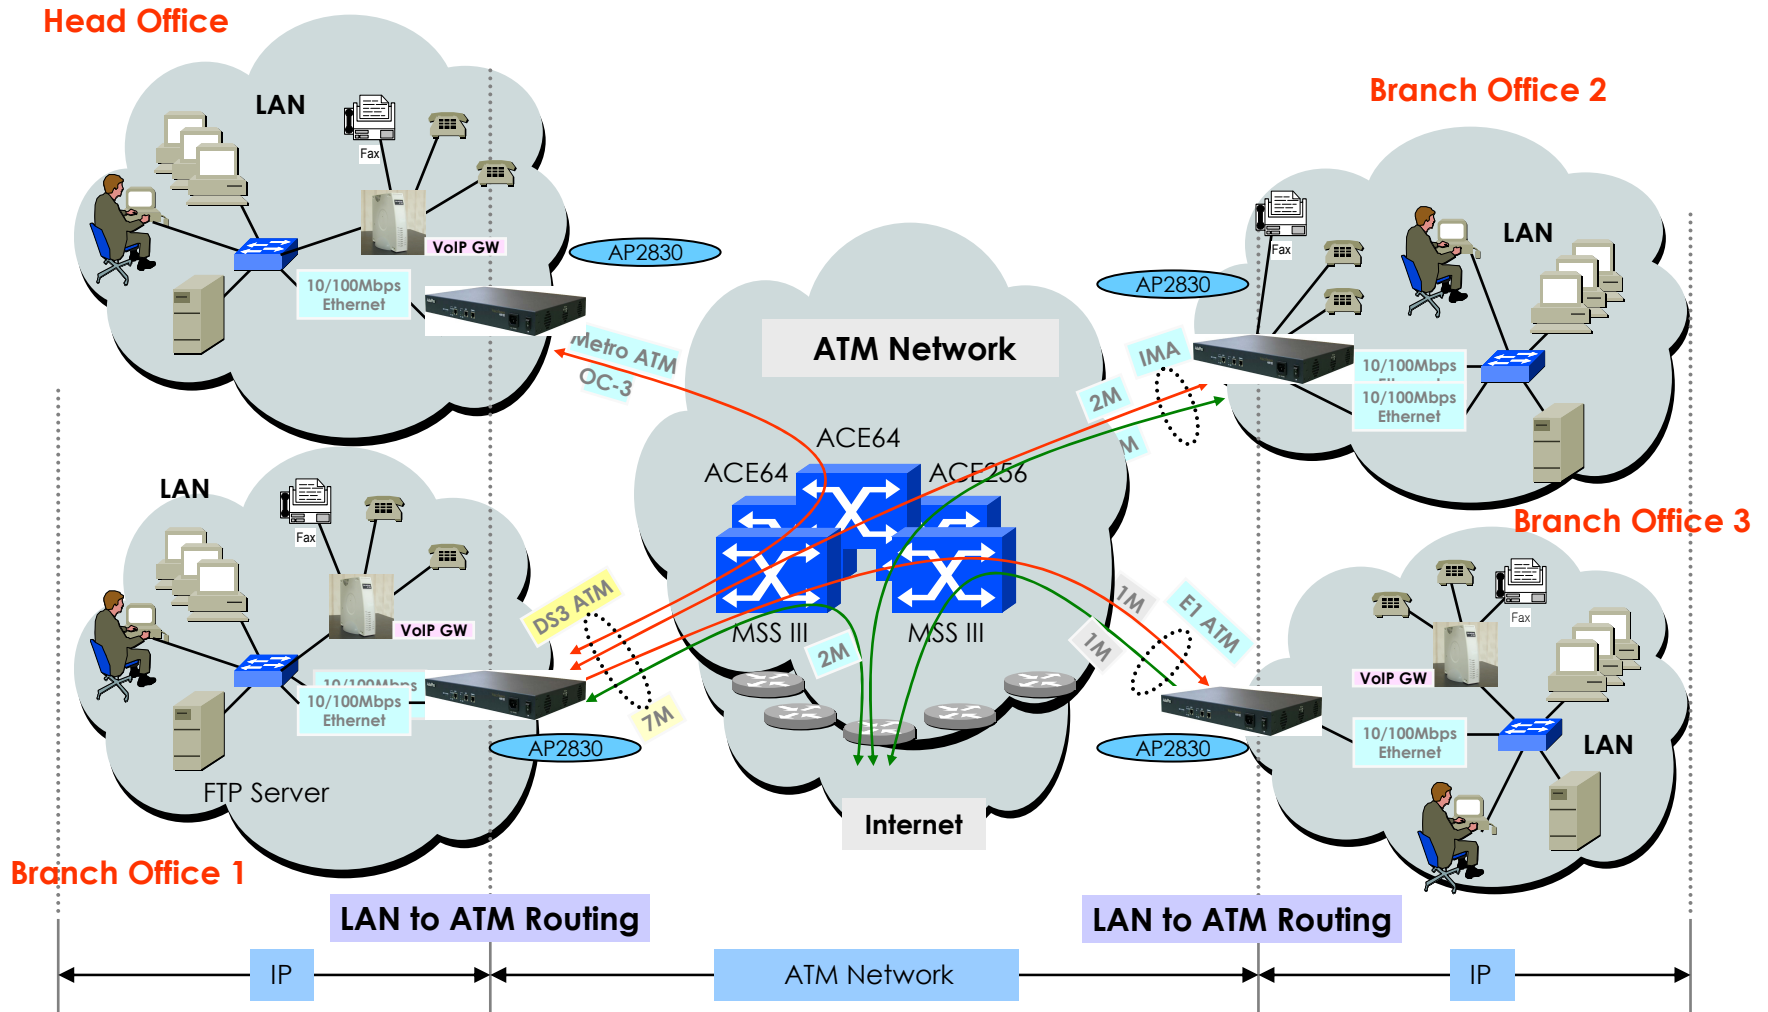 Head Office
LAN
Fax
VoIP GW
10/100Mbps
Ethernet
AP2830
Metro ATM
OC-3
Branch Office 2
LAN
Fax
AP2830
IMA
2M
M
10/100Mbps
10/100Mbps
Ethernet
ATM Network
ACE64
ACE64
ACE256
MSS III
MSS III
LAN
Fax
VoIP GW
10/100Mbps
10/100Mbps
Ethernet
FTP Server
AP2830
Branch Office 1
DS3 ATM
7M
2M
Internet
Branch Office 3
1M
1M
E1 ATM
Fax
VoIP GW
10/100Mbps
Ethernet
LAN
AP2830
LAN to ATM Routing
LAN to ATM Routing
IP
ATM Network
IP